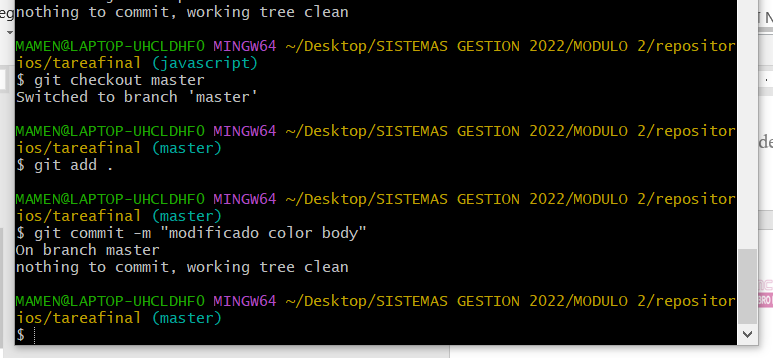 eg
nothing to commit, working tree clean
MAMEN@LAPTOP-UHCLDHF0 MINGW64 ~/Desktop/SISTEMAS GESTION 2022/MODULO 2/repositor
ios/tareafinal (javascript)
$ git checkout master
Switched to branch 'master'
MAMEN@LAPTOP-UHCLDHF0 MINGW64 ~/Desktop/SISTEMAS GESTION 2022/MODULO 2/repositor
ios/tareafinal (master)
$ git add .
MAMEN@LAPTOP-UHCLDHF0 MINGW64 ~/Desktop/SISTEMAS GESTION 2022/MODULO 2/repositor
ios/tareafinal (master)
$ git commit -m "modificado color body"
On branch master
nothing to commit, working tree clean
MAMEN@LAPTOP-UHCLDHF0 MINGW64 ~/Desktop/SISTEMAS GESTION 2022/MODULO 2/repositor
ios/tareafinal (master)
$
de